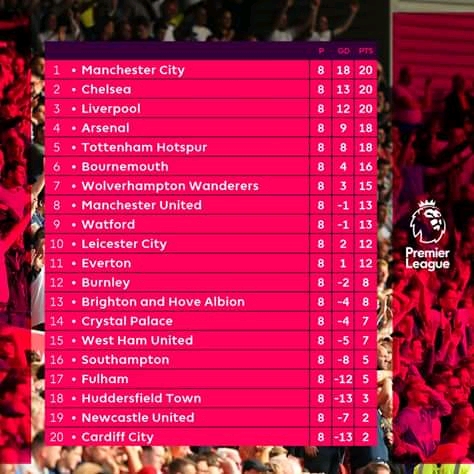 P GD PTS
1 • Manchester City 8 18 20
2 • Chelsea 8 13 20
3 • Liverpool 8 12 20
4 • Arsenal 8 9 18
5 • Tottenham Hotspur 8 8 18
6 • Bournemouth 8 4 16
7 • Wolverhampton Wanderers 8 3 15
8 • Manchester United 8 -1 13
9 • Watford 8 -1 13
10 • Leicester City 8 2 12
11 • Everton 8 1 12
12 • Burnley 8 -2 8
13 • Brighton and Hove Albion 8 -4 8
14 • Crystal Palace 8 -4 7
15 • West Ham United 8 -5 7
16 • Southampton 8 -8 5
17 • Fulham 8 -12 5
18 • Huddersfield Town 8 -13 3
19 • Newcastle United 8 -7 2
20 • Cardiff City 8 -13 2
Premier
League